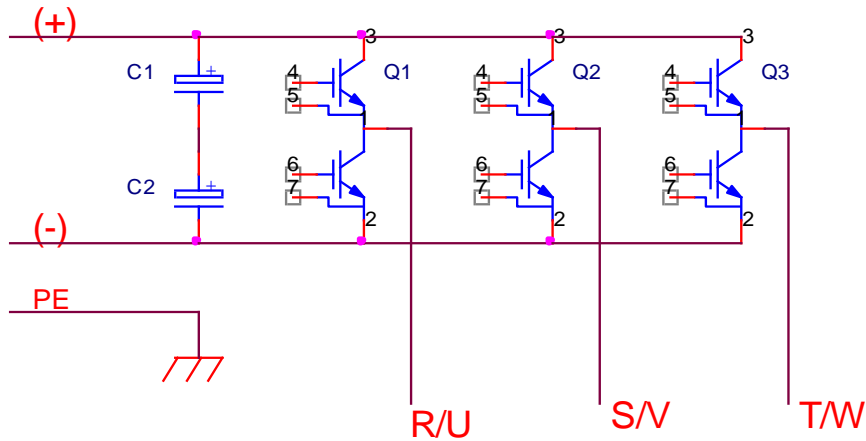 (+)
3 3 3
C1 + 4 Q1 4 Q2 4 Q3
5 5 5
1 1 1
C2 + 6 6 6
7 7 7
2 2 2
(-)
PE
R/U S/V T/W